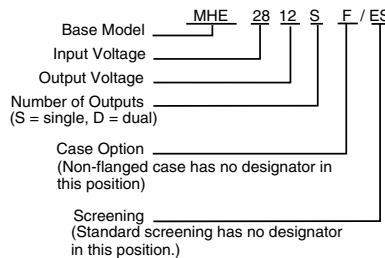 MHE 28 12 S F / ES
Base Model
Input Voltage
Output Voltage
Number of Outputs
(S = single, D = dual)
Case Option
(Non-flanged case has no designator in
this position)
Screening
(Standard screening has no designator
in this position.)